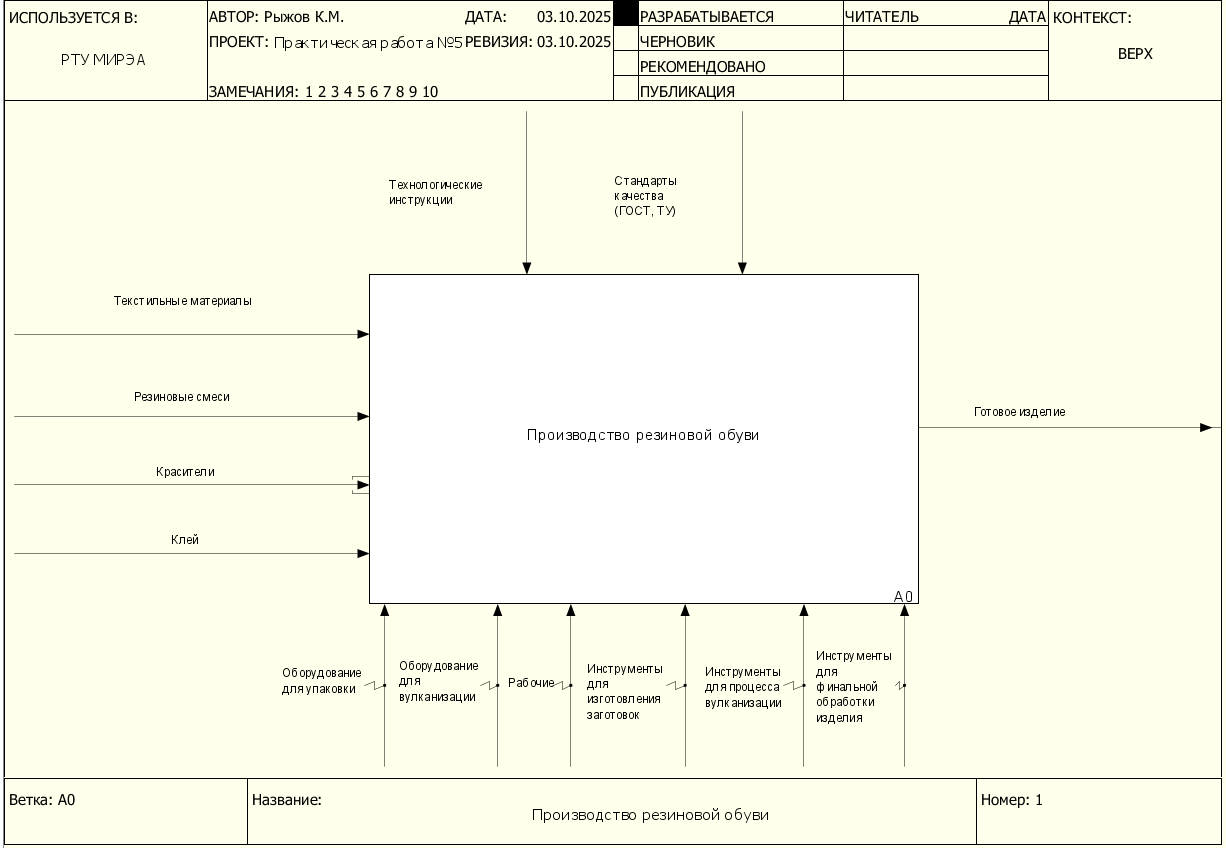 ИСПОЛЬЗУЕТСЯ В:
РТУ МИРЭА
АВТОР: Рыжов К.М.
ДАТА: 03.10.2025
ПРОЕКТ: Практическая работа №5
РЕВИЗИЯ: 03.10.2025
ЗАМЕЧАНИЯ: 1 2 3 4 5 6 7 8 9 10
РАЗРАБАТЫВАЕТСЯ
ЧЕРНОВИК
РЕКОМЕНДОВАНО
ПУБЛИКАЦИЯ
ЧИТАТЕЛЬ
ДАТА
КОНТЕКСТ:
ВЕРХ
Технологические
инструкции
Стандарты
качества
(ГОСТ, ТУ)
Текстильные материалы
Резиновые смеси
Красители
Клей
Производство резиновой обуви
A0
Готовое изделие
Оборудование
для упаковки
Оборудование
для
вулканизации
Рабочие
Инструменты
для
изготовления
заготовок
Инструменты
для процесса
вулканизации
Инструменты
для
финальной
обработки
изделия
Ветка: A0
Название:
Производство резиновой обуви
Номер: 1